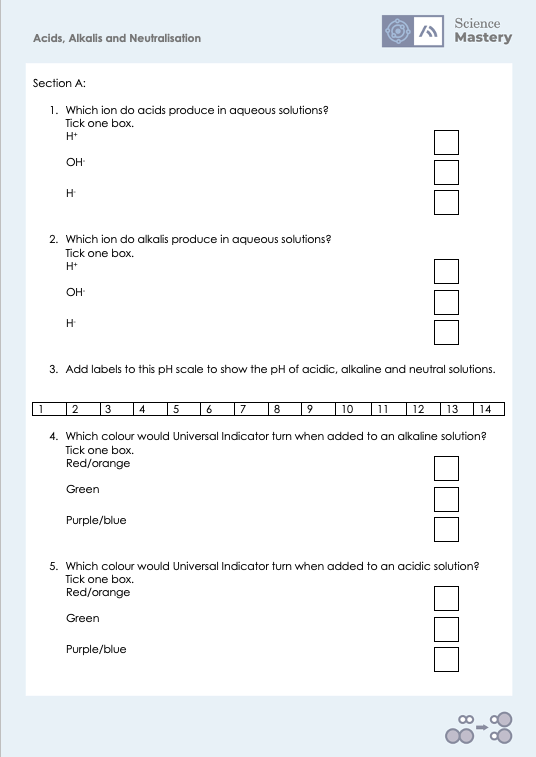 Acids, Alkalis and Neutralisation
Science
Mastery
Section A:
1. Which ion do acids produce in aqueous solutions?
Tick one box.
H⁺
OH⁻
H⁻
2. Which ion do alkalis produce in aqueous solutions?
Tick one box.
H⁺
OH⁻
H⁻
3. Add labels to this pH scale to show the pH of acidic, alkaline and neutral solutions.
1 2 3 4 5 6 7 8 9 10 11 12 13 14
4. Which colour would Universal Indicator turn when added to an alkaline solution?
Tick one box.
Red/orange
Green
Purple/blue
5. Which colour would Universal Indicator turn when added to an acidic solution?
Tick one box.
Red/orange
Green
Purple/blue